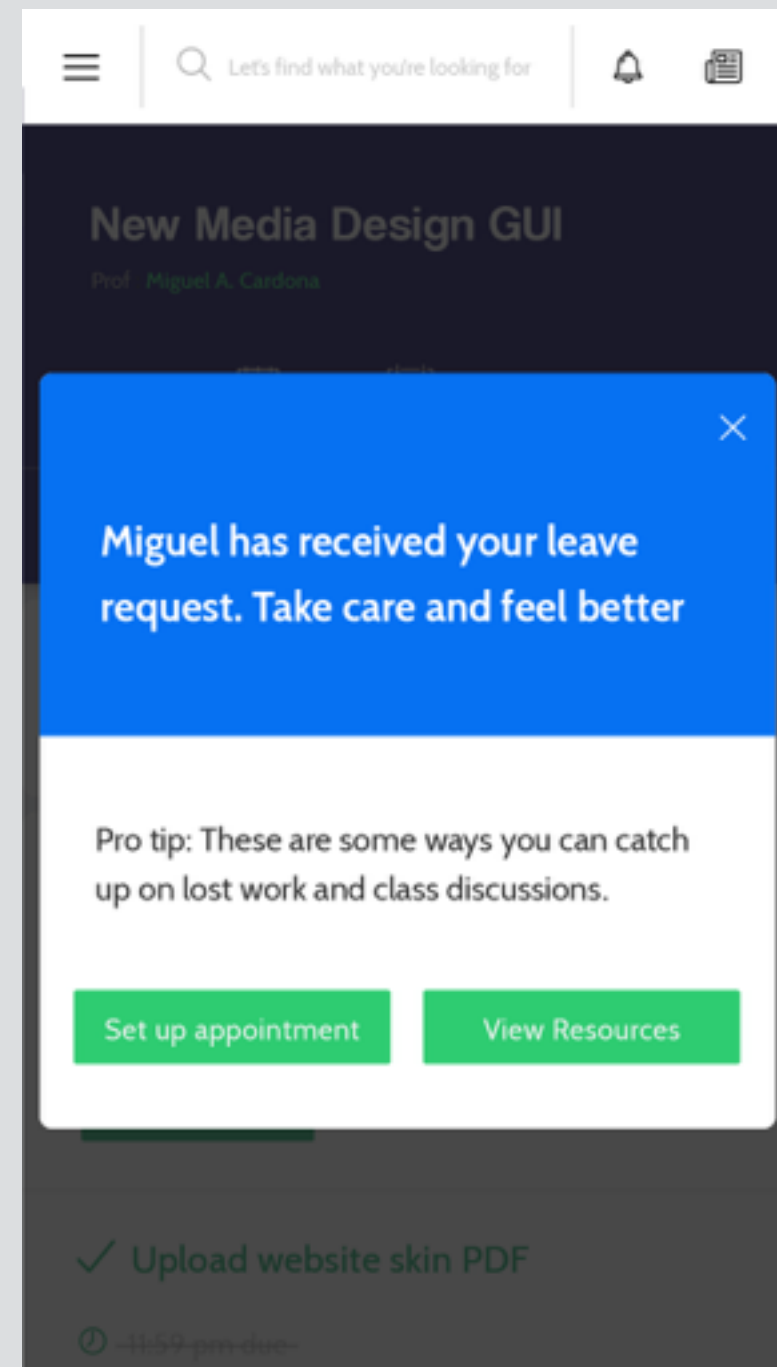 Let's find what you're looking for
New Media Design GUI
Prof Miguel A. Cardona
Miguel has received your leave
request. Take care and feel better
Pro tip: These are some ways you can catch
up on lost work and class discussions.
Set up appointment
View Resources
Upload website skin PDF
11:59 pm due